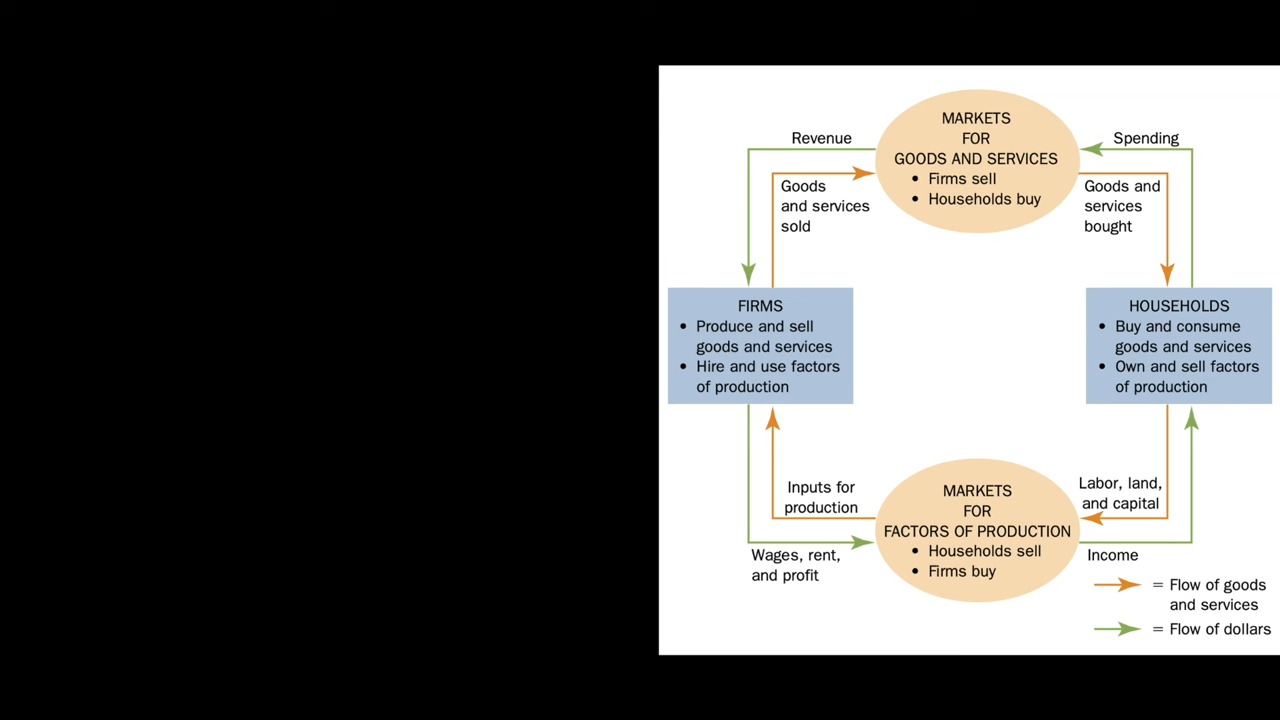 MARKETS
FOR
GOODS AND SERVICES
• Firms sell
• Households buy
Revenue
Goods
and services
sold
Spending
Goods and
services
bought
FIRMS
• Produce and sell
goods and services
• Hire and use factors
of production
HOUSEHOLDS
• Buy and consume
goods and services
• Own and sell factors
of production
Inputs for
production
Wages, rent,
and profit
MARKETS
FOR
FACTORS OF PRODUCTION
• Households sell
• Firms buy
Labor, land,
and capital
Income
= Flow of goods
and services
= Flow of dollars